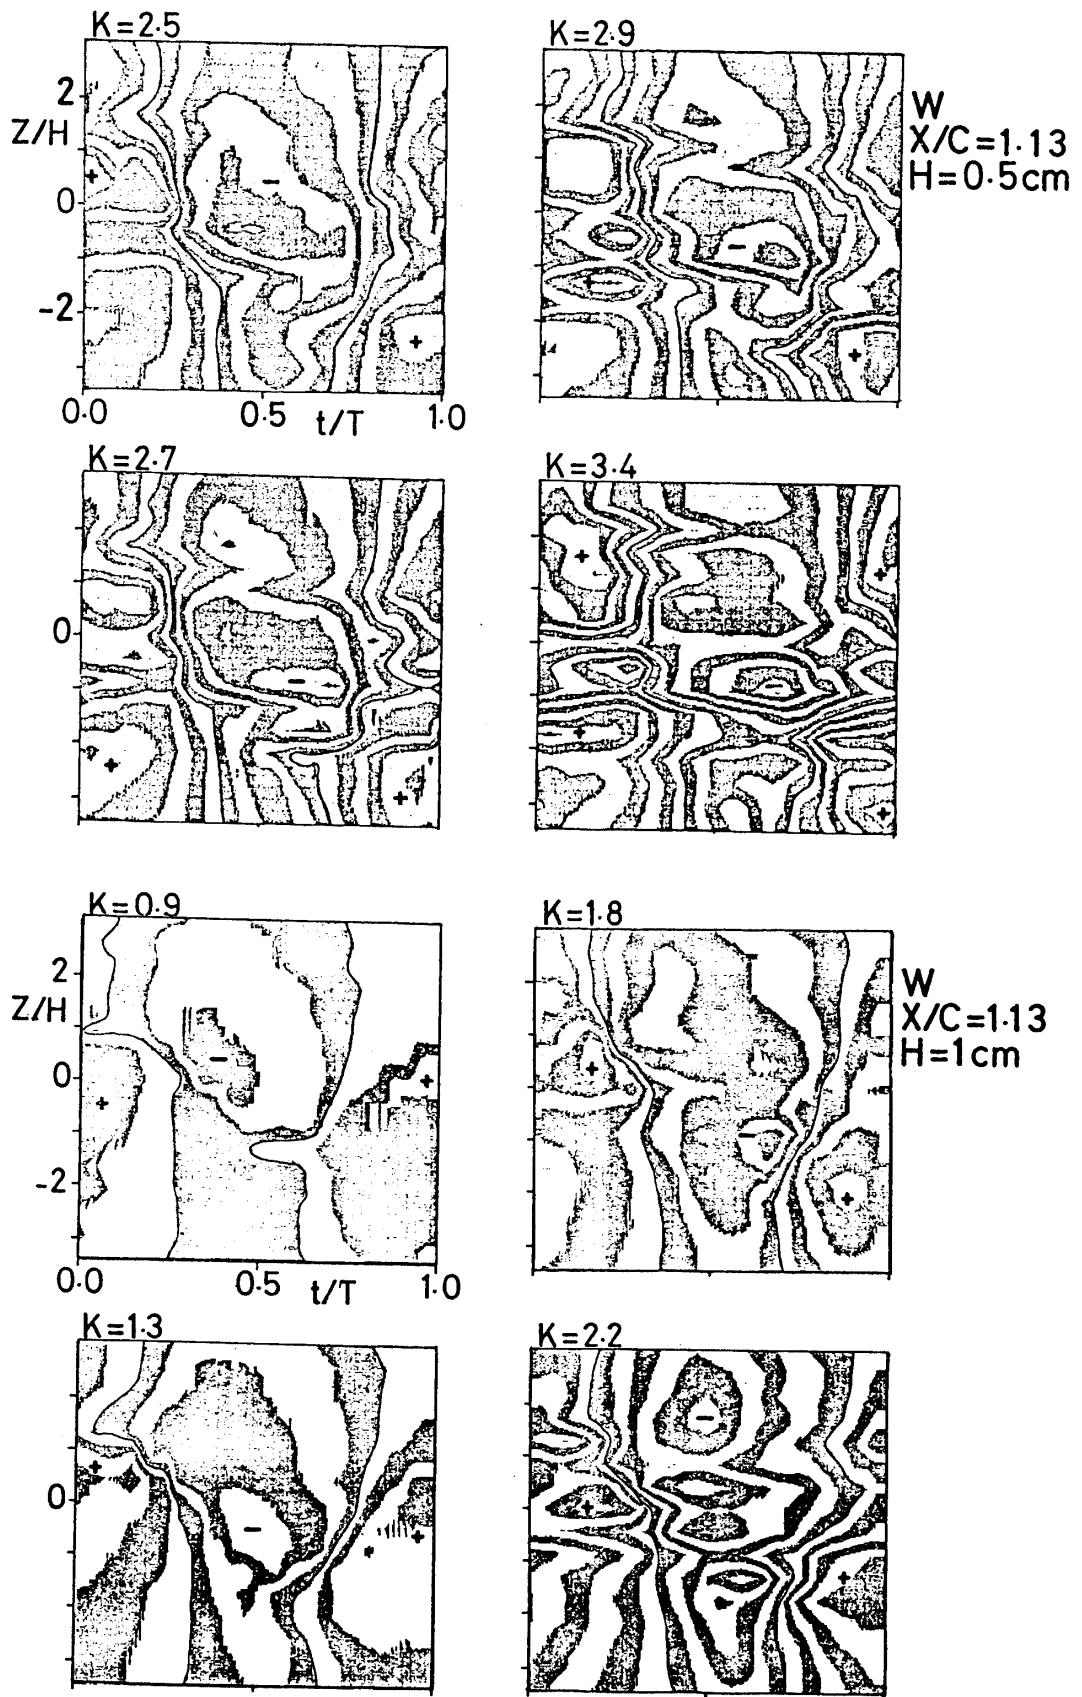 K=2.5
K=2.9
2
Z/H
0
-2
+
-
+
0.0 0.5 1.0
t/T
-
+
W
X/C=1.13
H=0.5cm
K=2.7
K=3.4
0
-
+
+
+
+
-
+
+
K=0.9
K=1.8
2
Z/H
0
-2
-
+
+
0.0 0.5 1.0
t/T
+
-
+
W
X/C=1.13
H=1cm
K=1.3
K=2.2
0
+
-
+
-
+
+